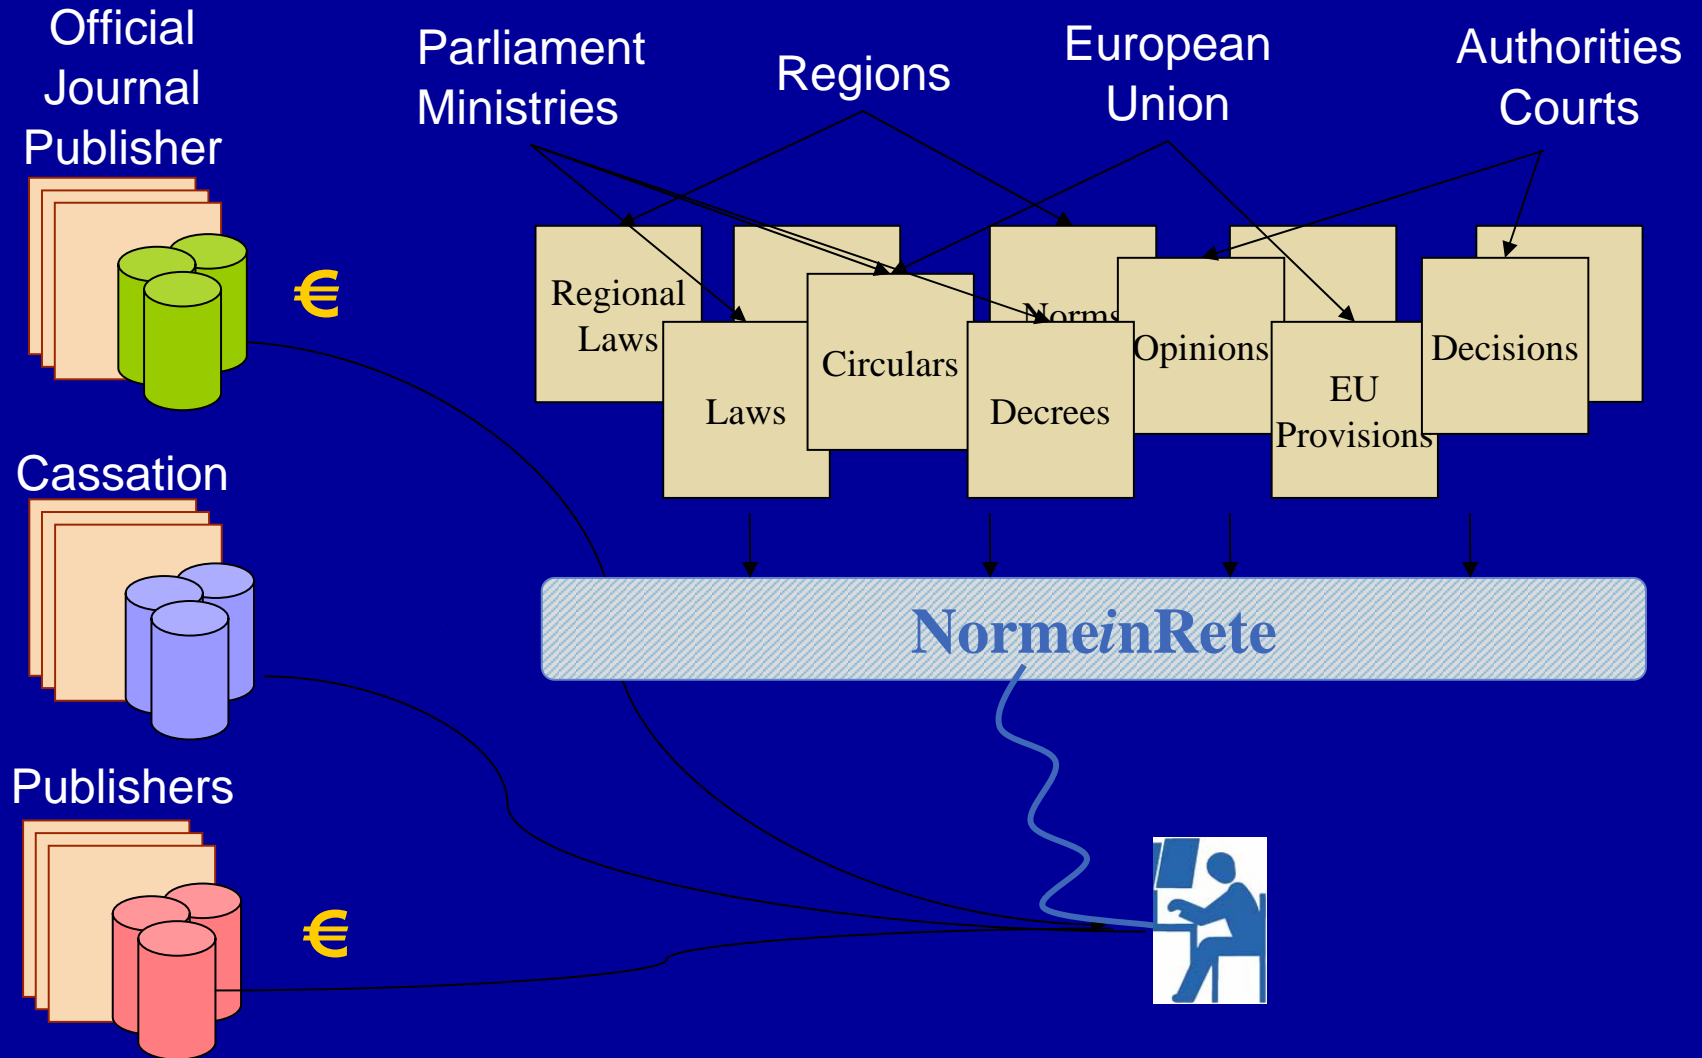 Official
Journal
Publisher
Parliament
Ministries
Regions
European
Union
Authorities
Courts
€
Regional
Laws
Laws
Circulars
Norms
Decrees
Opinions
EU
Provisions
Decisions
Cassation
NormeinRete
Publishers
€